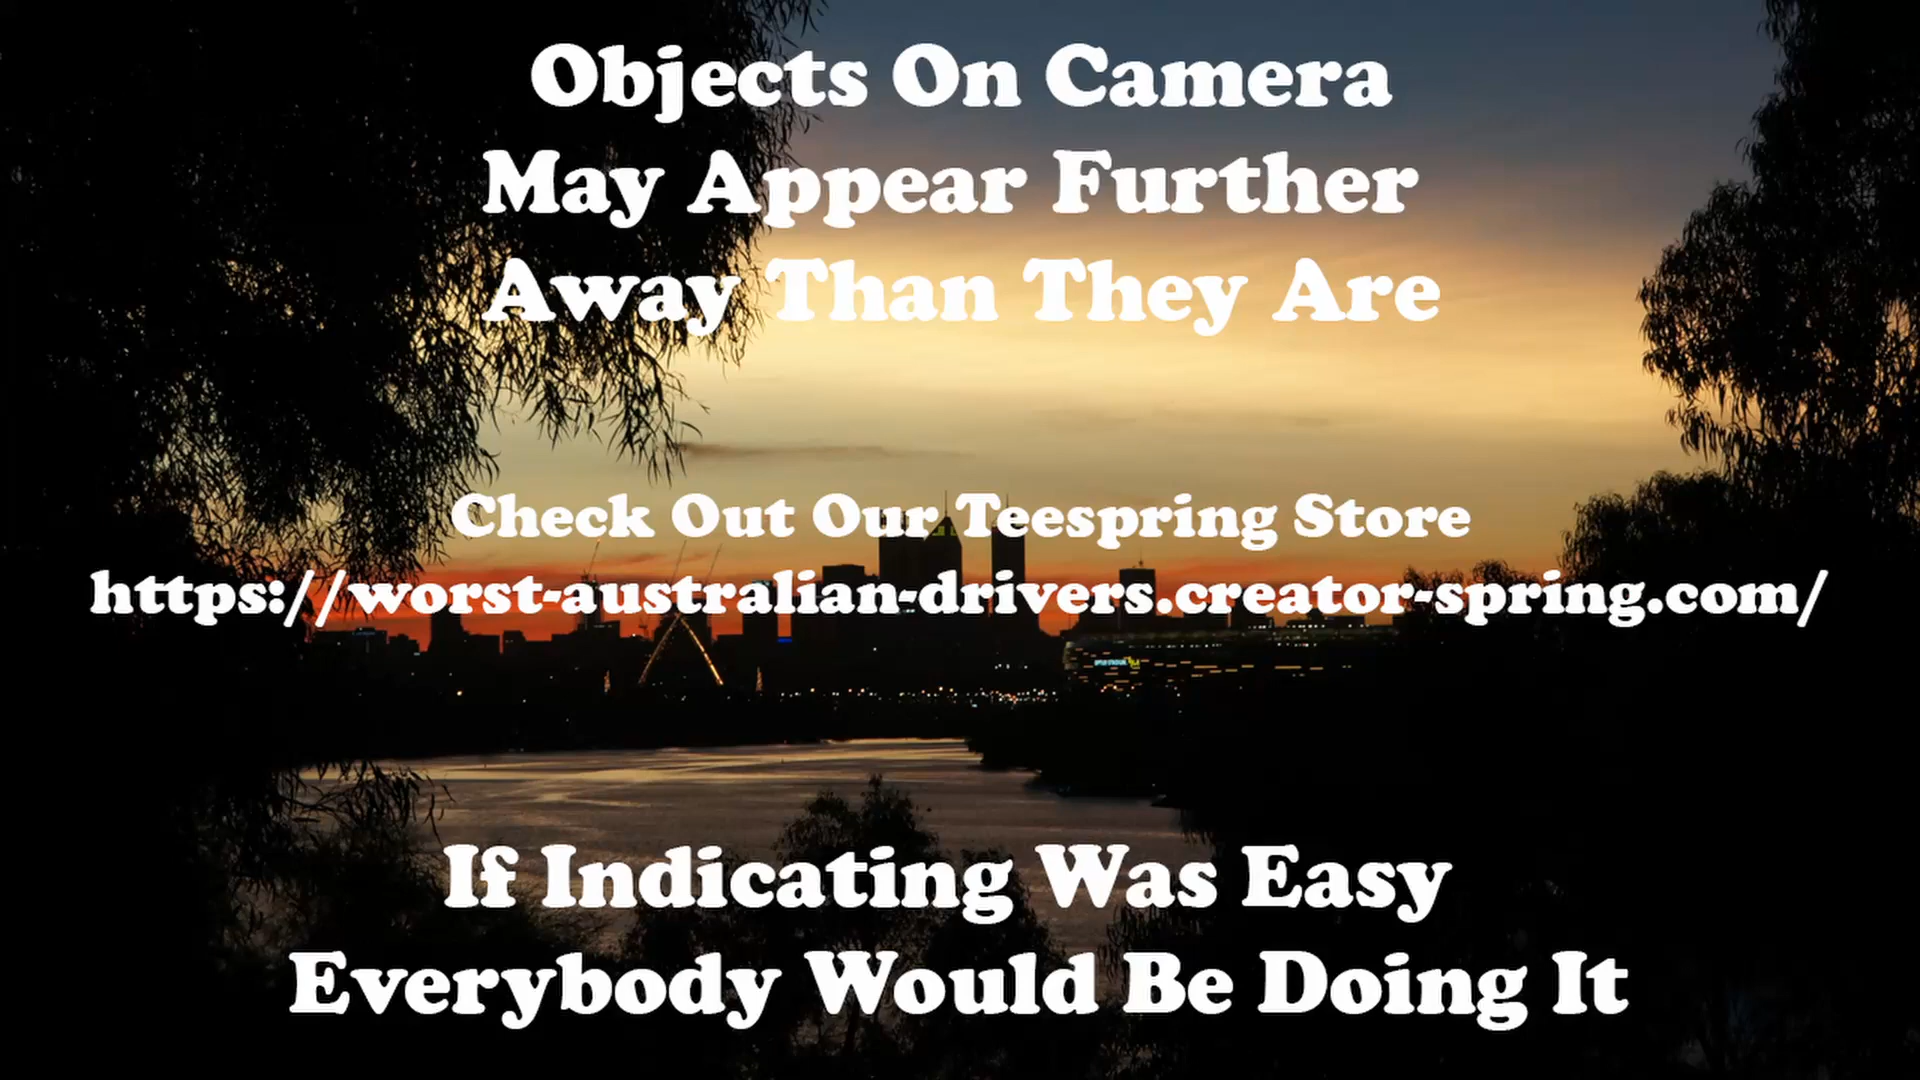 Objects On Camera
May Appear Further
Away Than They Are
Check Out Our Teespring Store
https://worst-australian-drivers.creator-spring.com/
If Indicating Was Easy
Everybody Would Be Doing It